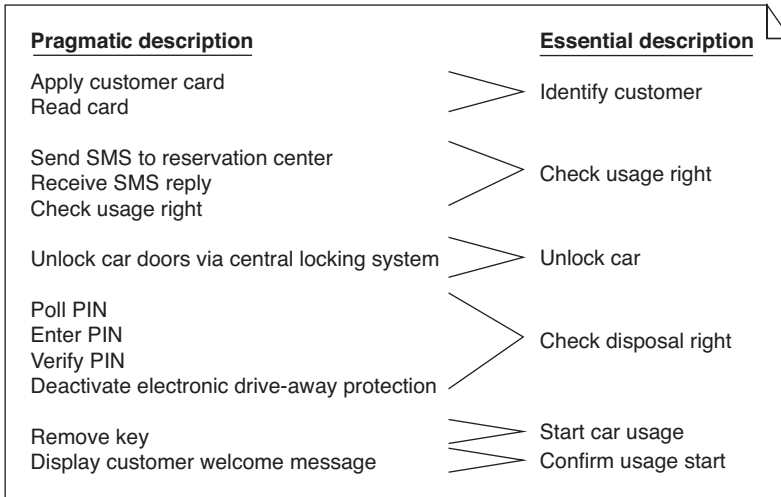 Pragmatic description
Essential description
Apply customer card
Read card
Identify customer
Send SMS to reservation center
Receive SMS reply
Check usage right
Check usage right
Unlock car doors via central locking system
Unlock car
Poll PIN
Enter PIN
Verify PIN
Deactivate electronic drive-away protection
Check disposal right
Remove key
Start car usage
Display customer welcome message
Confirm usage start